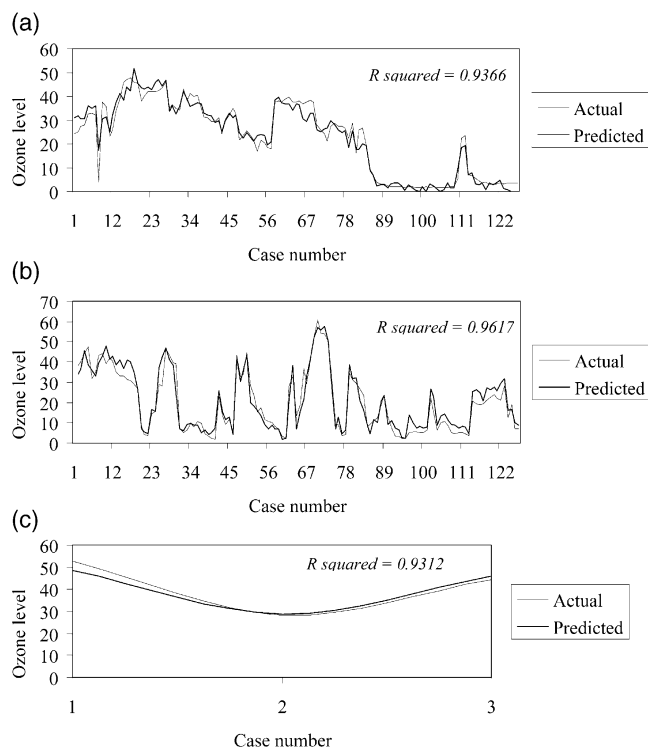 (a)
60
50
40
30
20
10
0
Ozone level
R squared = 0.9366
Actual
Predicted
1 12 23 34 45 56 67 78 89 100 111 122
Case number
(b)
70
60
50
40
30
20
10
0
Ozone level
R squared = 0.9617
Actual
Predicted
1 12 23 34 45 56 67 78 89 100 111 122
Case number
(c)
60
50
40
30
20
10
0
Ozone level
R squared = 0.9312
Actual
Predicted
1 2 3
Case number